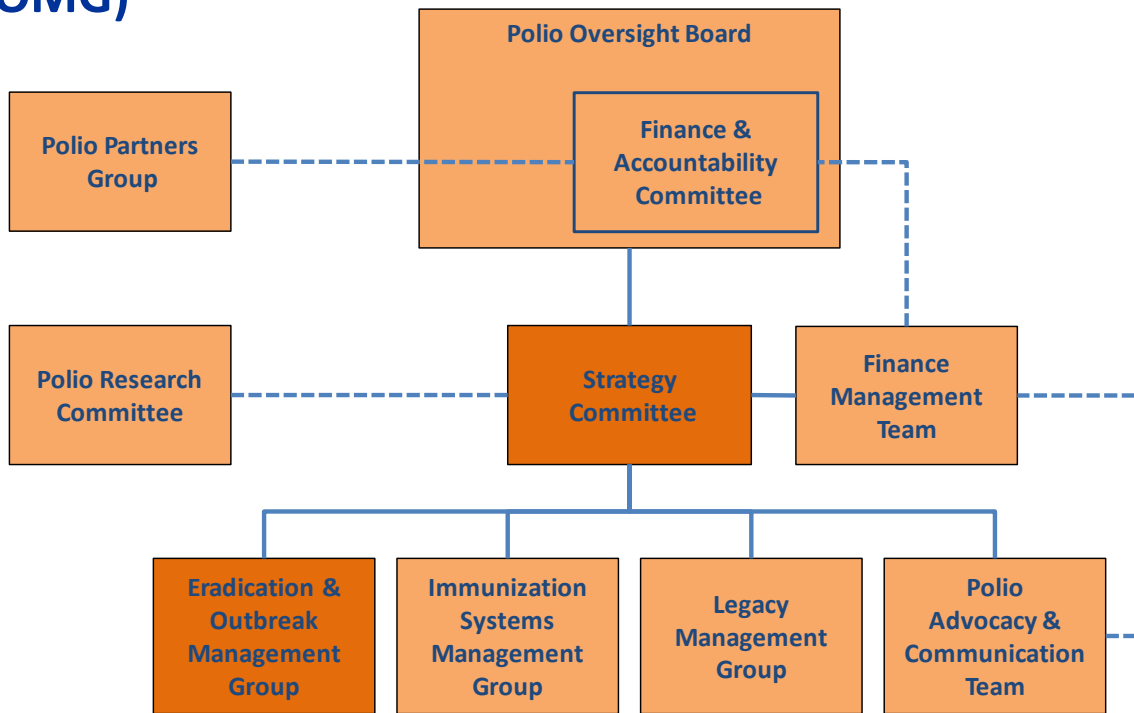 OMG)
Polio Oversight Board
Finance &
Accountability
Committee
Polio Partners
Group
Polio Research
Committee
Strategy
Committee
Finance
Management
Team
Eradication &
Outbreak
Management
Group
Immunization
Systems
Management
Group
Legacy
Management
Group
Polio
Advocacy &
Communication
Team